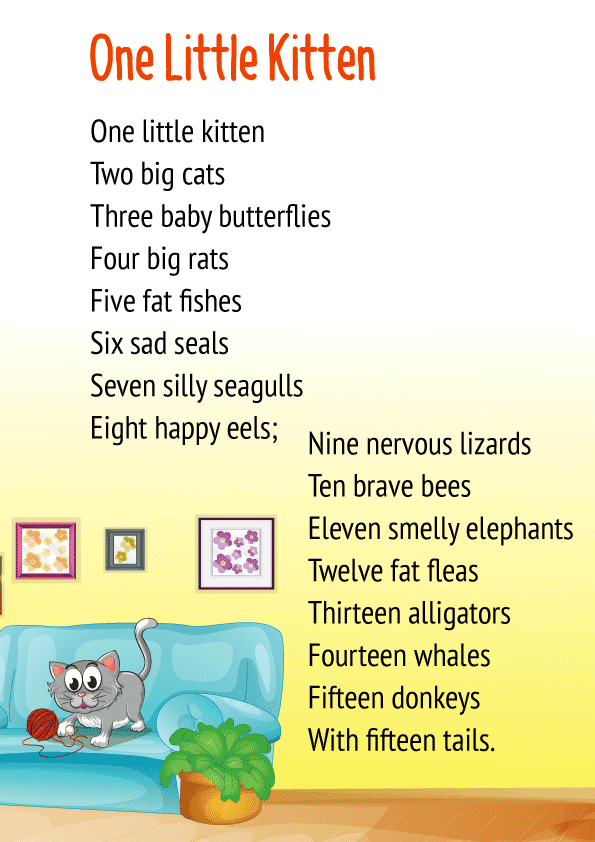 One Little Kitten
One little kitten
Two big cats
Three baby butterflies
Four big rats
Five fat fishes
Six sad seals
Seven silly seagulls
Eight happy eels;
Nine nervous lizards
Ten brave bees
Eleven smelly elephants
Twelve fat fleas
Thirteen alligators
Fourteen whales
Fifteen donkeys
With fifteen tails.